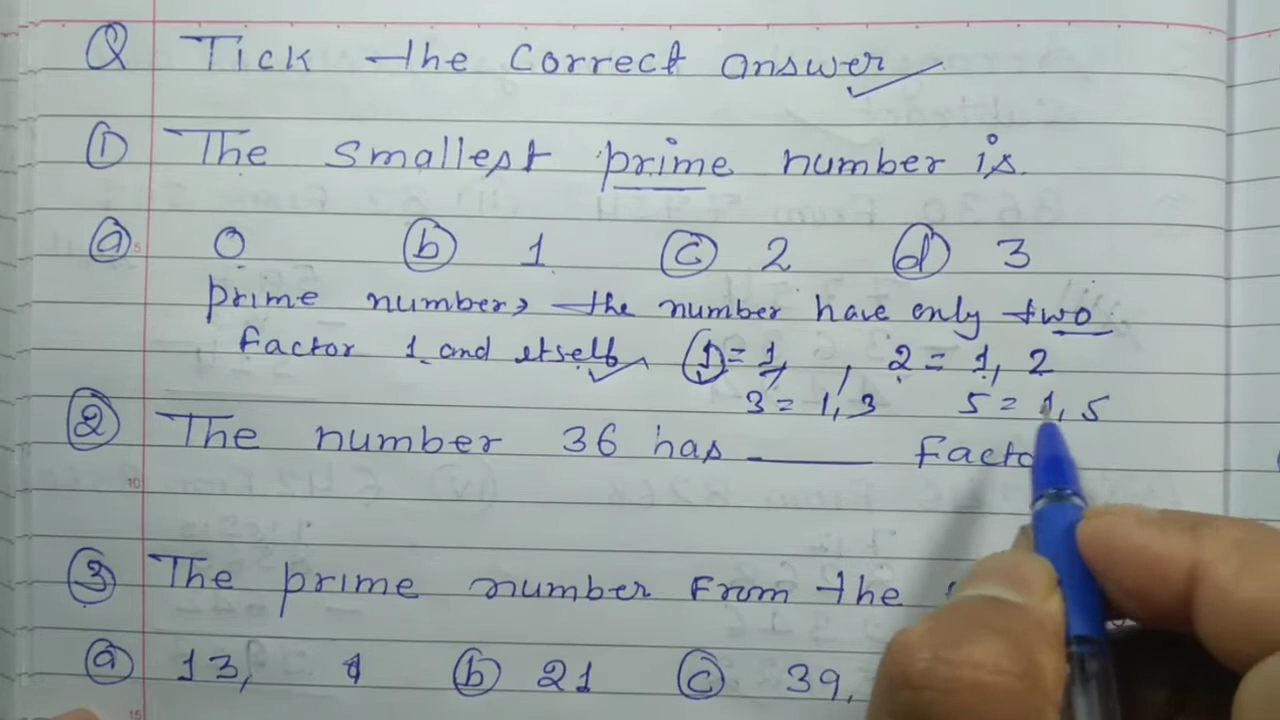 Q Tick the correct answer
① The smallest prime number is.
ⓐ 0 ⓑ 1 ⓒ 2 ⓓ 3
prime number, the number have only two
factor 1 and itself, ① = 1, , 2 = 1, 2
3 = 1, 3 5 = 1, 5
② The number 36 has ____
③ The prime number from the
ⓐ 13, ⓑ 21 ⓒ 39,